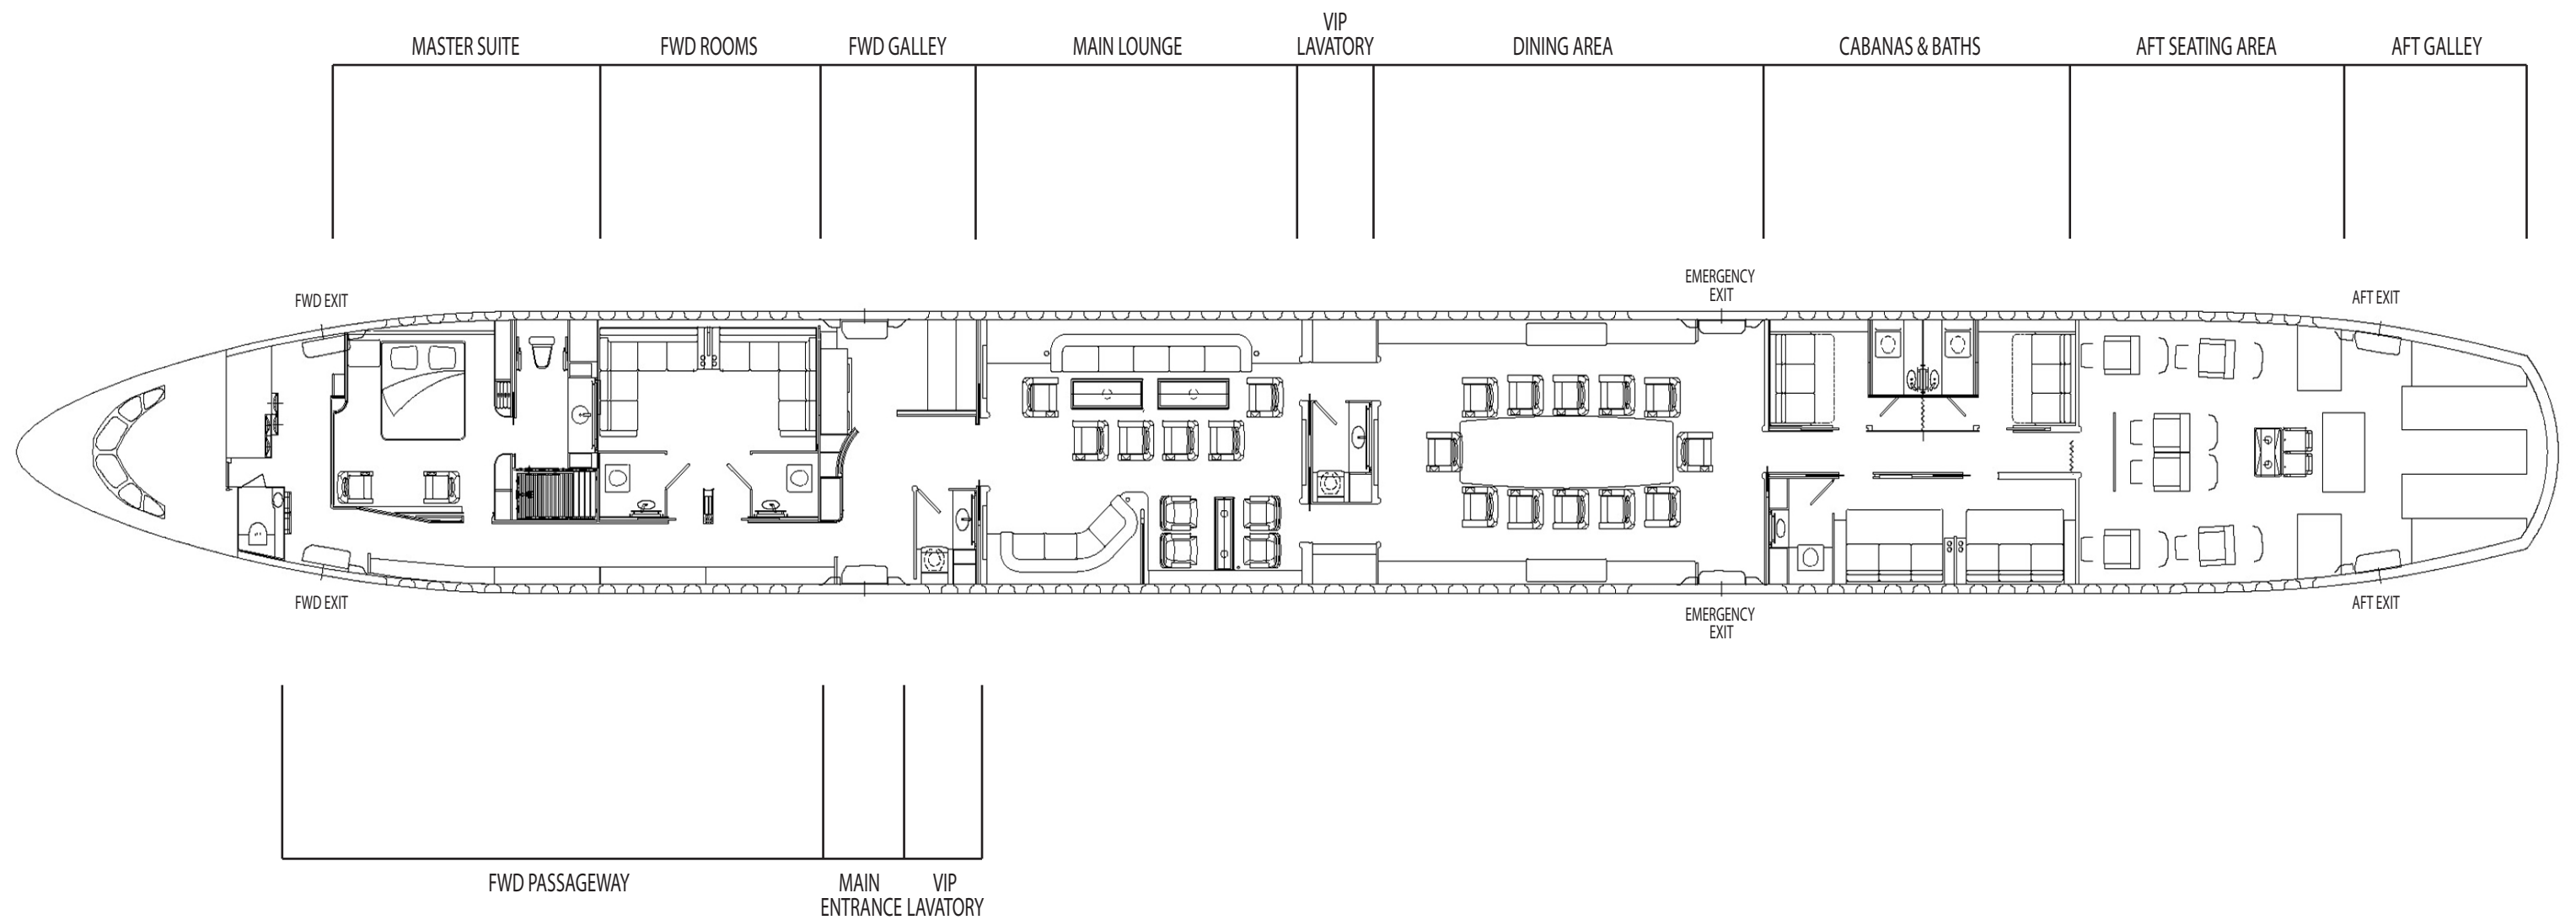 VIP
MASTER SUITE FWD ROOMS FWD GALLEY MAIN LOUNGE LAVATORY DINING AREA CABANAS & BATHS AFT SEATING AREA AFT GALLEY
EMERGENCY
EXIT
FWD EXIT
AFT EXIT
FWD EXIT
EMERGENCY
EXIT
AFT EXIT
FWD PASSAGEWAY
MAIN
ENTRANCE
VIP
LAVATORY